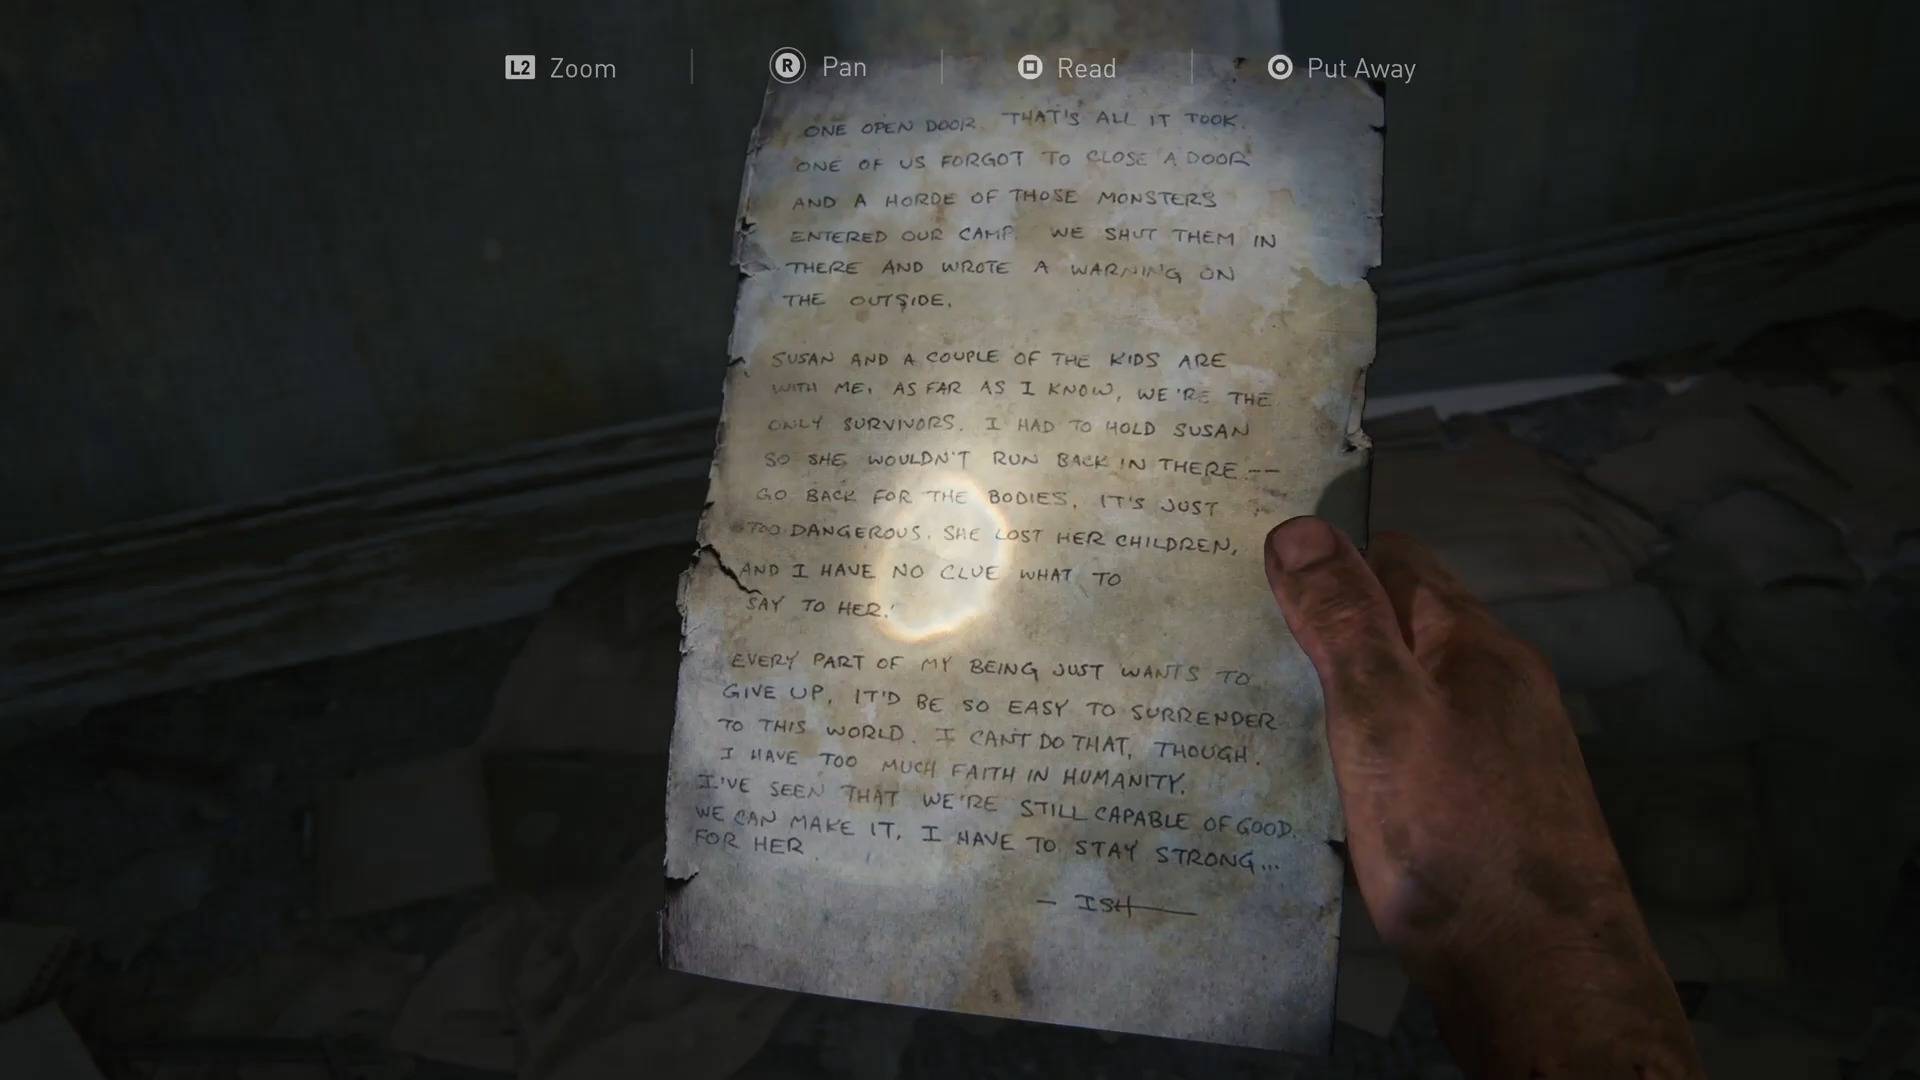 L2 Zoom R Pan Read Put Away
ONE OPEN DOOR. THAT'S ALL IT TOOK.
ONE OF US FORGOT TO CLOSE A DOOR
AND A HORDE OF THOSE MONSTERS
ENTERED OUR CAMP. WE SHUT THEM IN
THERE AND WROTE A WARNING ON
THE OUTSIDE.
SUSAN AND A COUPLE OF THE KIDS ARE
WITH ME. AS FAR AS I KNOW, WE'RE THE
ONLY SURVIVORS. I HAD TO HOLD SUSAN
SO SHE WOULDN'T RUN BACK IN THERE --
GO BACK FOR THE BODIES. IT'S JUST
TOO DANGEROUS. SHE LOST HER CHILDREN,
AND I HAVE NO CLUE WHAT TO
SAY TO HER.
EVERY PART OF MY BEING JUST WANTS TO
GIVE UP. IT'D BE SO EASY TO SURRENDER
TO THIS WORLD. I CAN'T DO THAT, THOUGH.
I HAVE TOO MUCH FAITH IN HUMANITY.
I'VE SEEN THAT WE'RE STILL CAPABLE OF GOOD.
WE CAN MAKE IT. I HAVE TO STAY STRONG...
FOR HER.
- ISH